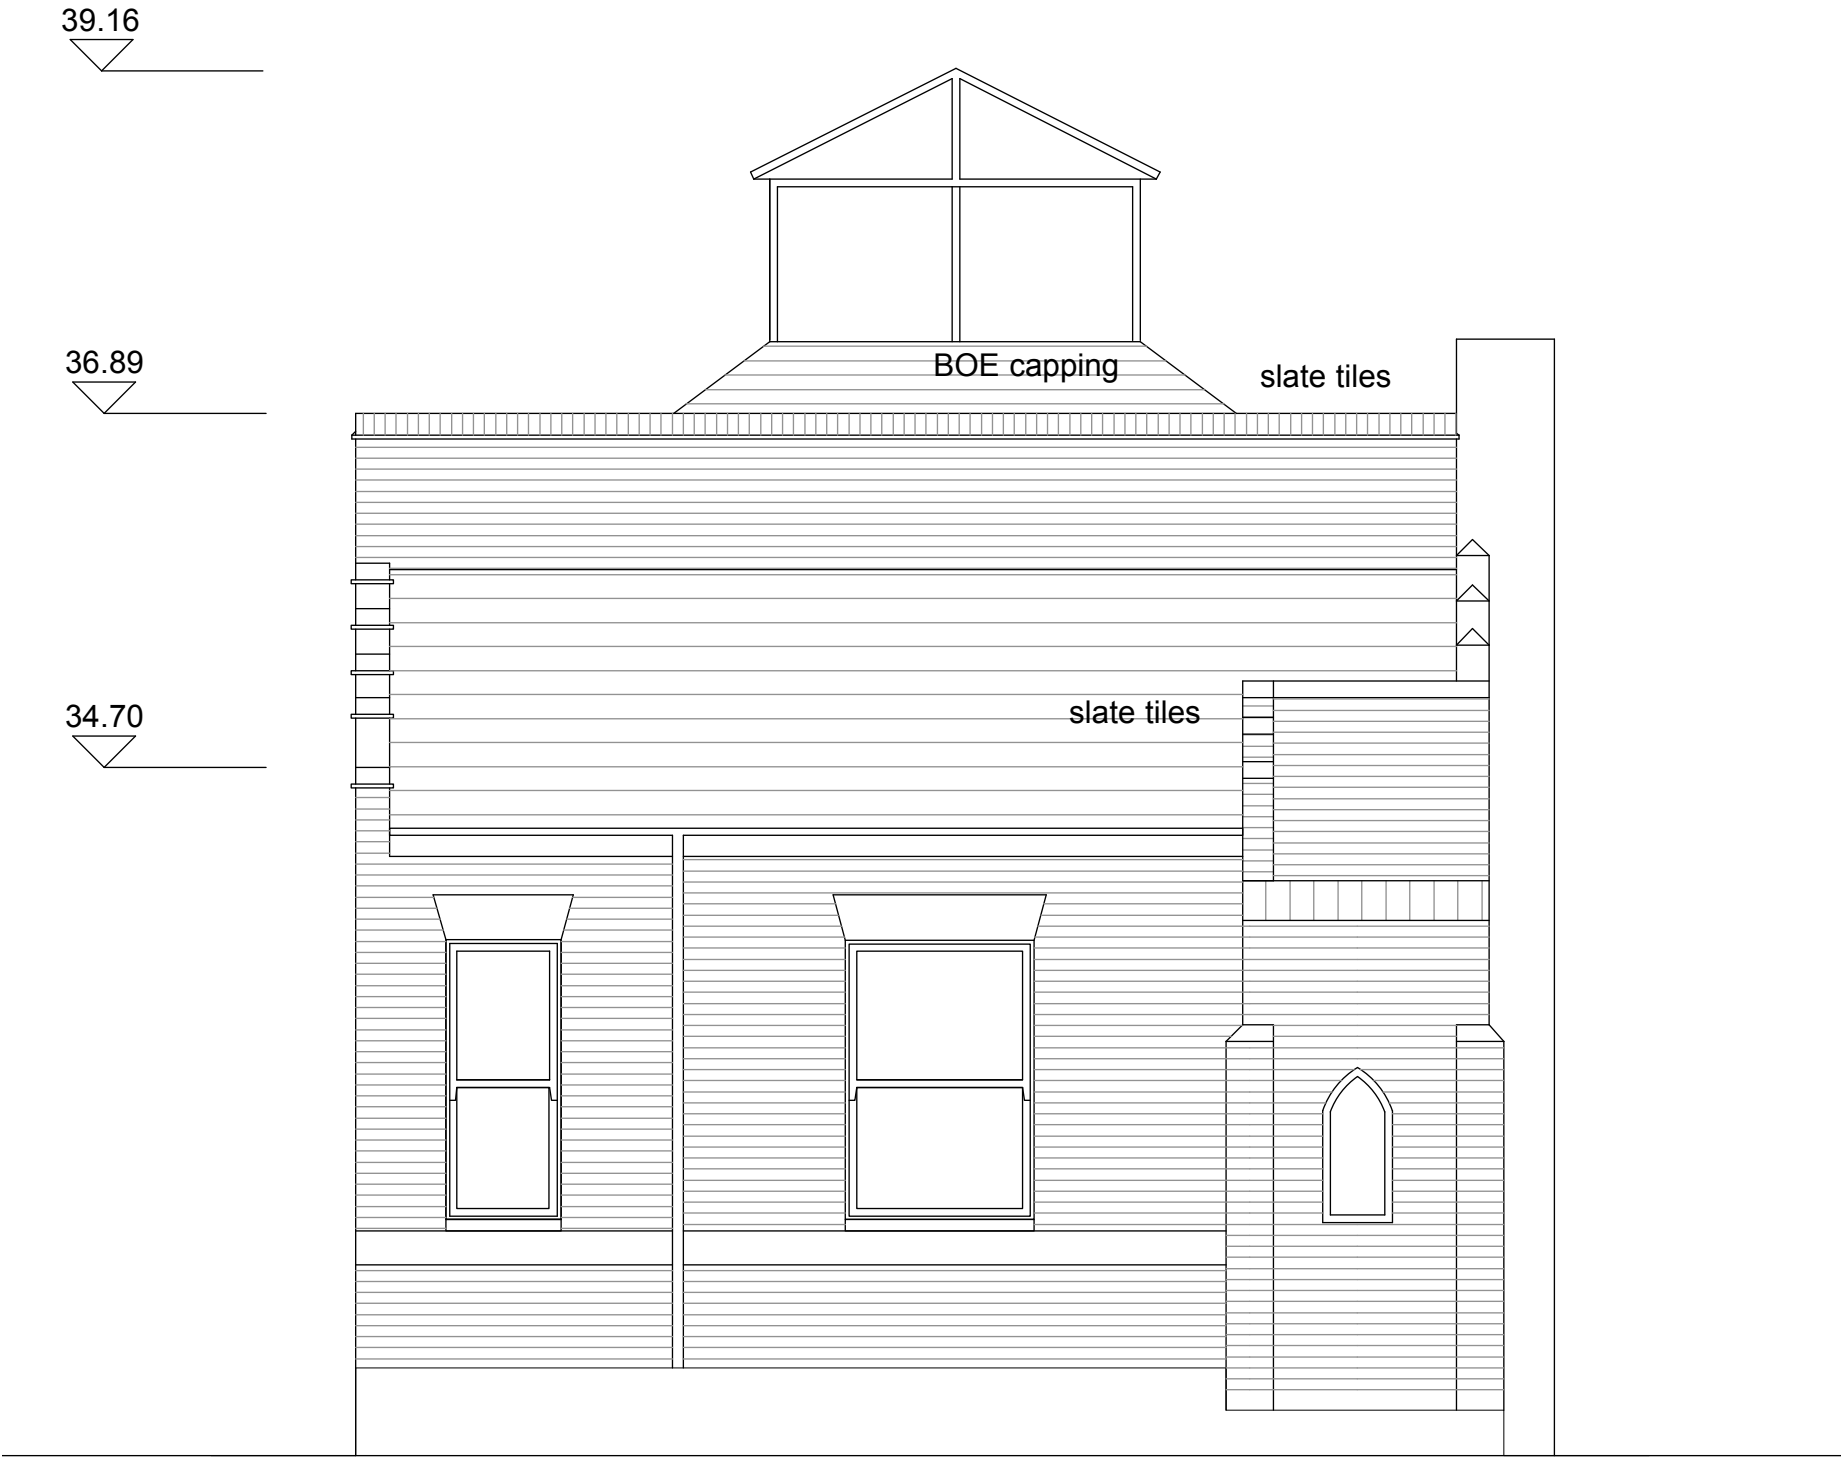 39.16
36.89
BOE capping
slate tiles
34.70
slate tiles